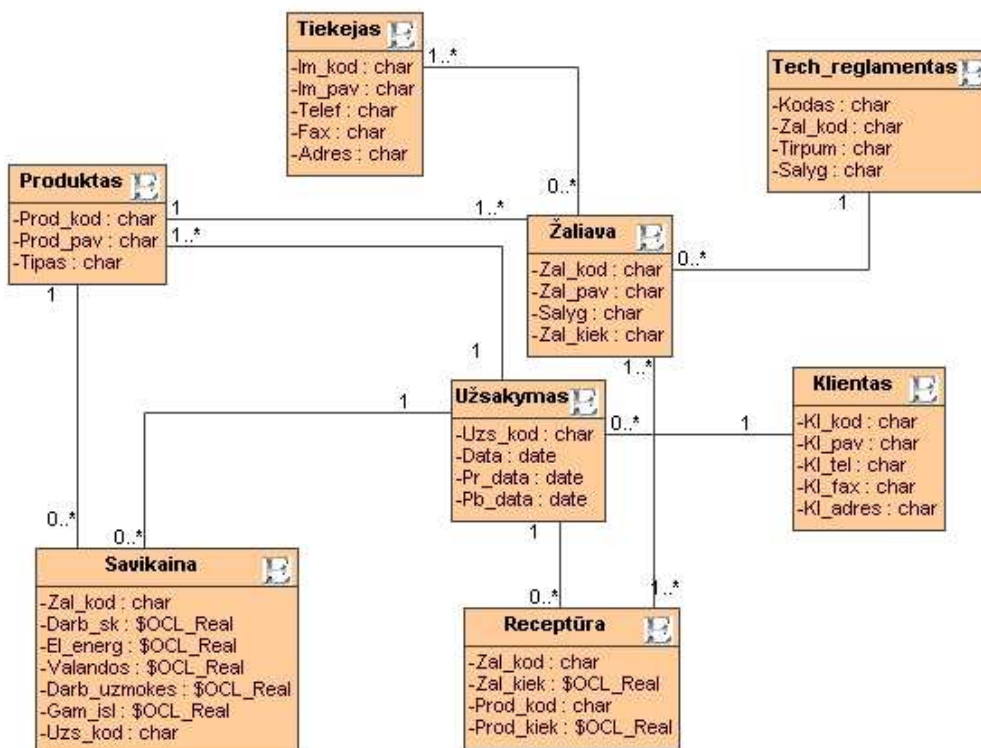 Tiekejas
-Im_kod : char
-Im_pav : char
-Telef : char
-Fax : char
-Adres : char
1..*
0..*
Tech_reglamentas
-Kodas : char
-Zal_kod : char
-Tirpum : char
-Salyg : char
1
0..*
Produktas
-Prod_kod : char
-Prod_pav : char
-Tipas : char
1
1..*
1..*
1
1
Žaliava
-Zal_kod : char
-Zal_pav : char
-Salyg : char
-Zal_kiek : char
1..*
1..*
Užsakymas
-Uzs_kod : char
-Data : date
-Pr_data : date
-Pb_data : date
1
0..*
1
1
0..*
Klientas
-Kl_kod : char
-Kl_pav : char
-Kl_tel : char
-Kl_fax : char
-Kl_adres : char
0..*
0..*
Savikaina
-Zal_kod : char
-Darb_sk : $OCL_Real
-El_energ : $OCL_Real
-Valandos : $OCL_Real
-Darb_uzmokes : $OCL_Real
-Gam_isl : $OCL_Real
-Uzs_kod : char
Receptūra
-Zal_kod : char
-Zal_kiek : $OCL_Real
-Prod_kod : char
-Prod_kiek : $OCL_Real